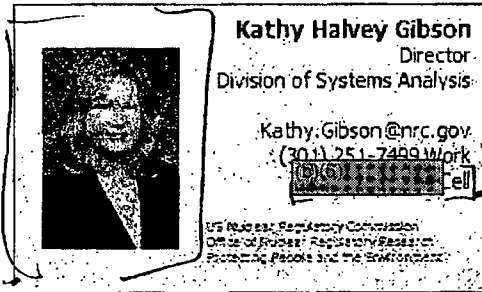 Kathy Halvey Gibson
Director
Division of Systems Analysis
Kathy.Gibson@nrc.gov
(301) 251-7499 Work
(b)(6) Cell
US Nuclear Regulatory Commission
Office of Nuclear Regulatory Research
Protecting People and the Environment